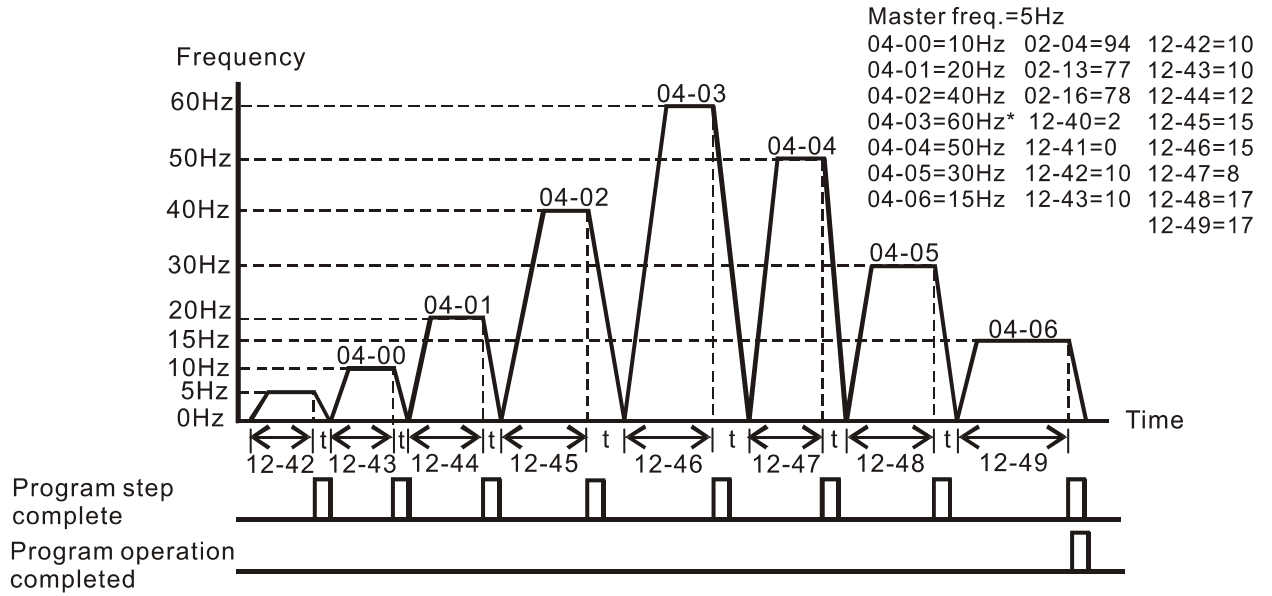 Master freq.=5Hz
04-00=10Hz 02-04=94 12-42=10
04-01=20Hz 02-13=77 12-43=10
04-02=40Hz 02-16=78 12-44=12
04-03=60Hz* 12-40=2 12-45=15
04-04=50Hz 12-41=0 12-46=15
04-05=30Hz 12-42=10 12-47=8
04-06=15Hz 12-43=10 12-48=17
12-49=17
Frequency
60Hz
50Hz
40Hz
30Hz
20Hz
15Hz
10Hz
5Hz
0Hz
04-00
04-01
04-02
04-03
04-04
04-05
04-06
Time
t t t t t t t
12-42 12-43 12-44 12-45 12-46 12-47 12-48 12-49
Program step
complete
Program operation
completed